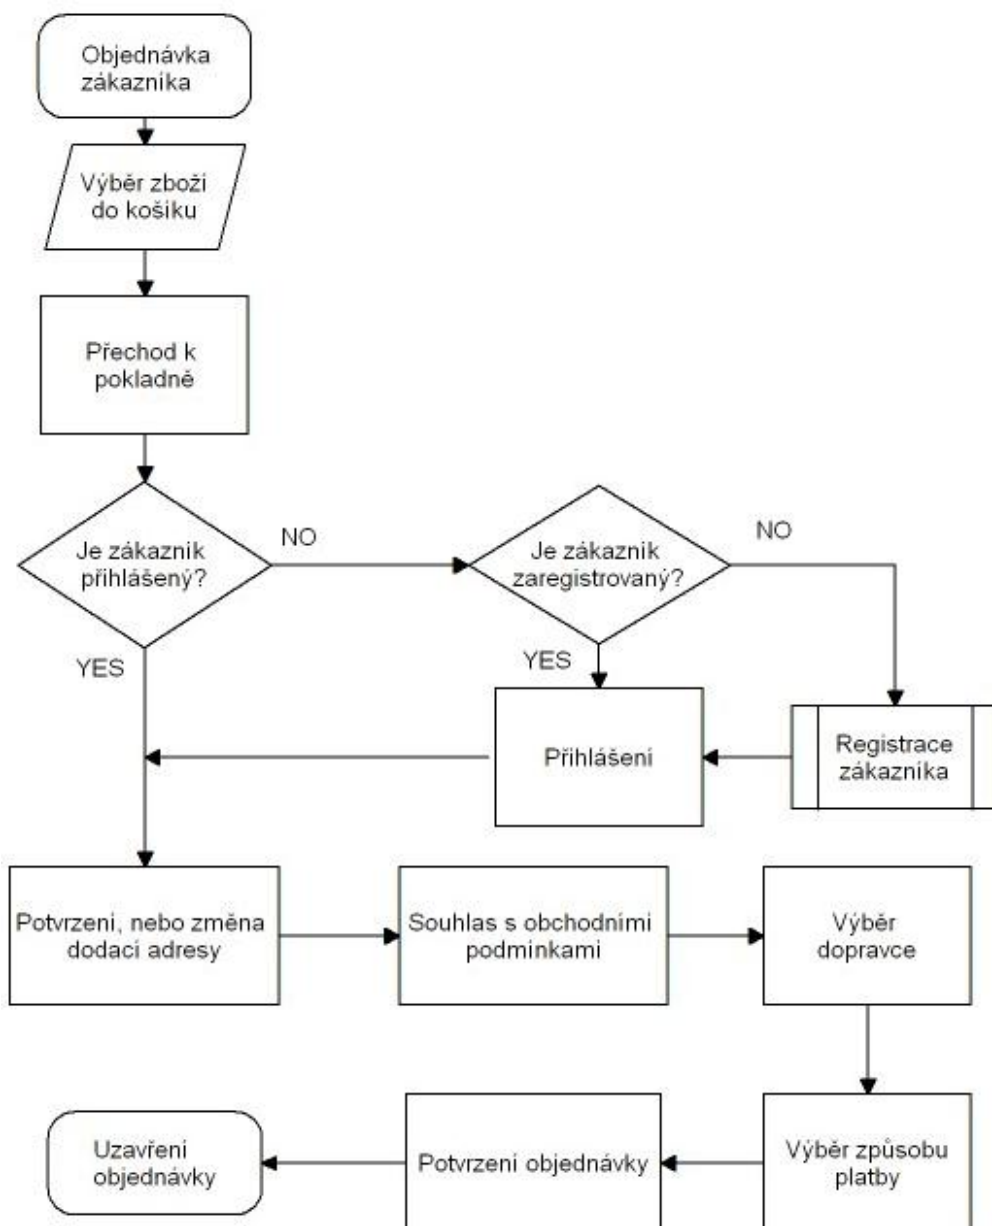 Objednávka
zákazníka
Výběr zboží
do košíku
Přechod k
pokladně
Je zákazník
přihlášený?
NO
Je zákazník
zaregistrovaný?
NO
YES
YES
Přihlášení
Registrace
zákazníka
Potvrzení, nebo změna
dodací adresy
Souhlas s obchodními
podmínkami
Výběr
dopravce
Uzavření
objednávky
Potvrzení objednávky
Výběr způsobu
platby